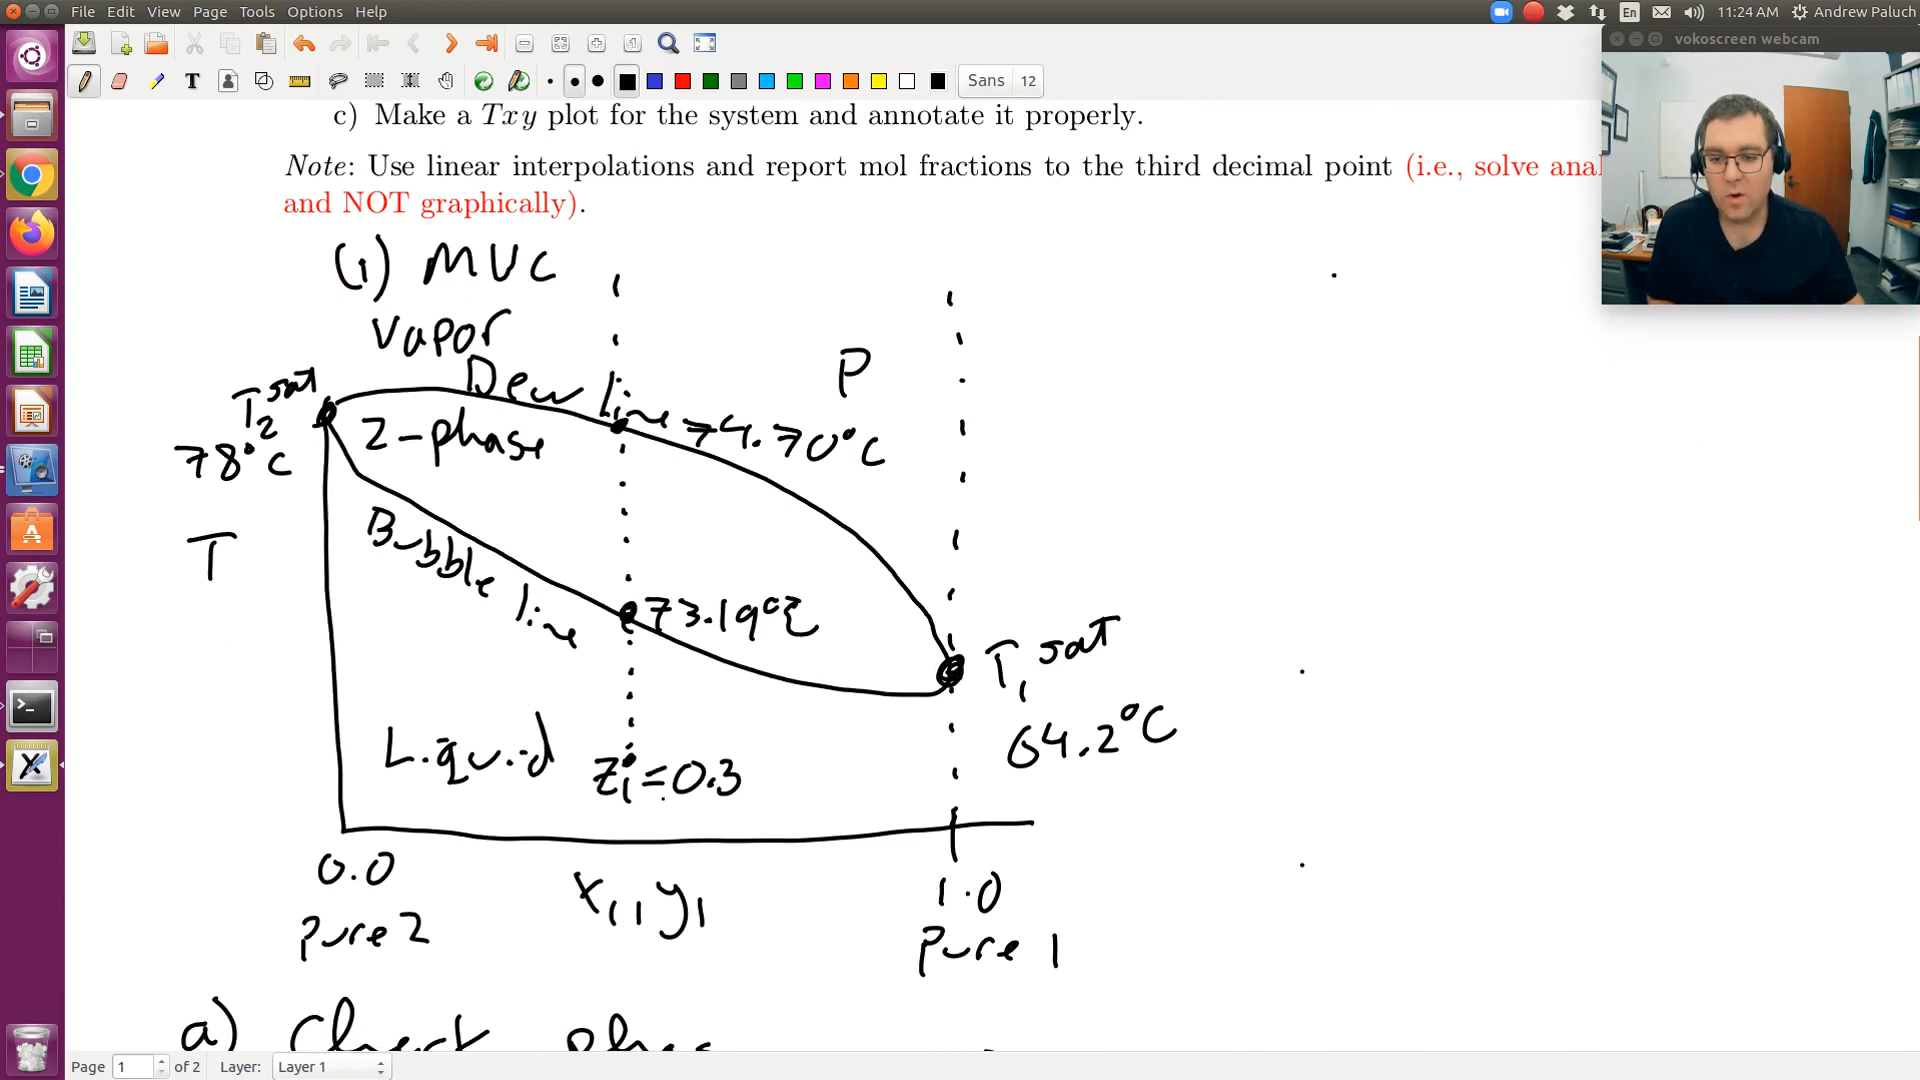 File Edit View Page Tools Options Help
En 11:24 AM Andrew Paluch
vokoscreen webcam
Sans 12
c) Make a Txy plot for the system and annotate it properly.
Note: Use linear interpolations and report mol fractions to the third decimal point (i.e., solve anal
and NOT graphically).
(1) MVC
Vapor
Dew line
P
T2 sat
78°C
2-phase
74.70°C
T
Bubble line
73.19°C
T1 sat
64.2°C
Liquid
z1=0.3
0.0
x1, y1
1.0
Pure 2
Pure 1
a)
Page 1 of 2 Layer: Layer 1